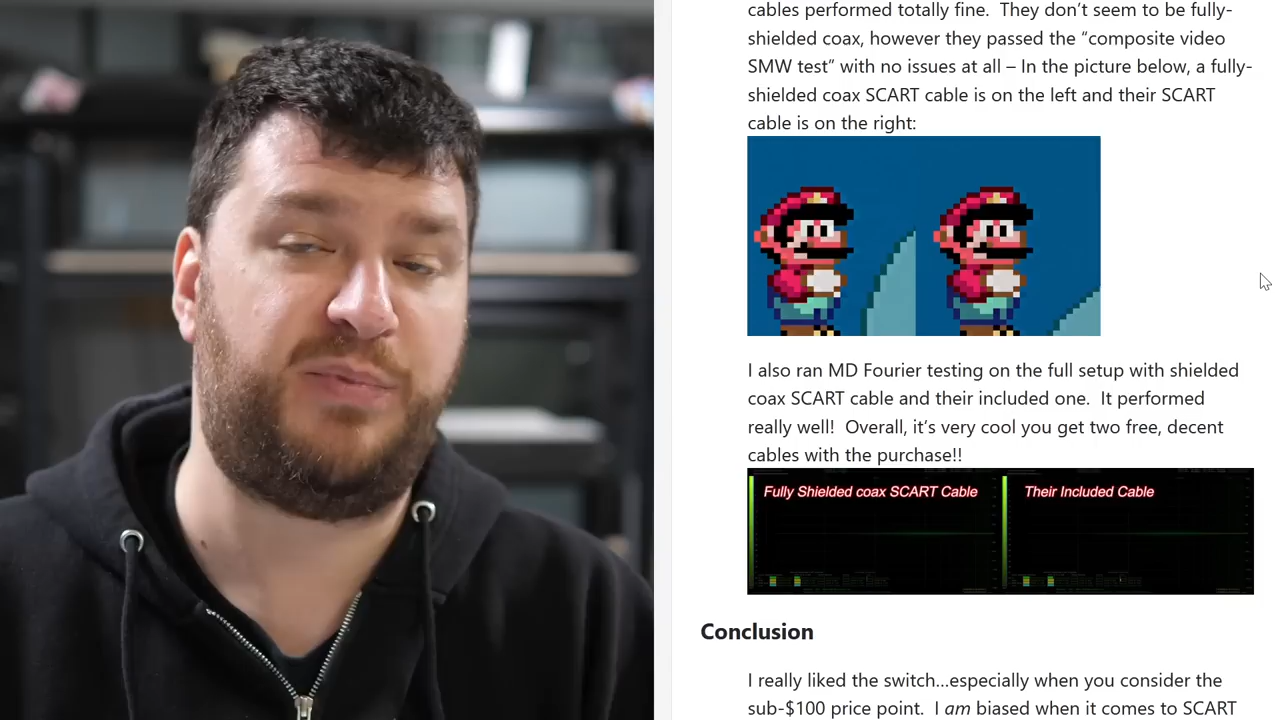 cables performed totally fine.  They don’t seem to be fully-
shielded coax, however they passed the “composite video
SMW test” with no issues at all – In the picture below, a fully-
shielded coax SCART cable is on the left and their SCART
cable is on the right:
I also ran MD Fourier testing on the full setup with shielded
coax SCART cable and their included one.  It performed
really well!  Overall, it’s very cool you get two free, decent
cables with the purchase!!
Fully Shielded coax SCART Cable
Their Included Cable
Conclusion
I really liked the switch...especially when you consider the
sub-$100 price point.  I am biased when it comes to SCART